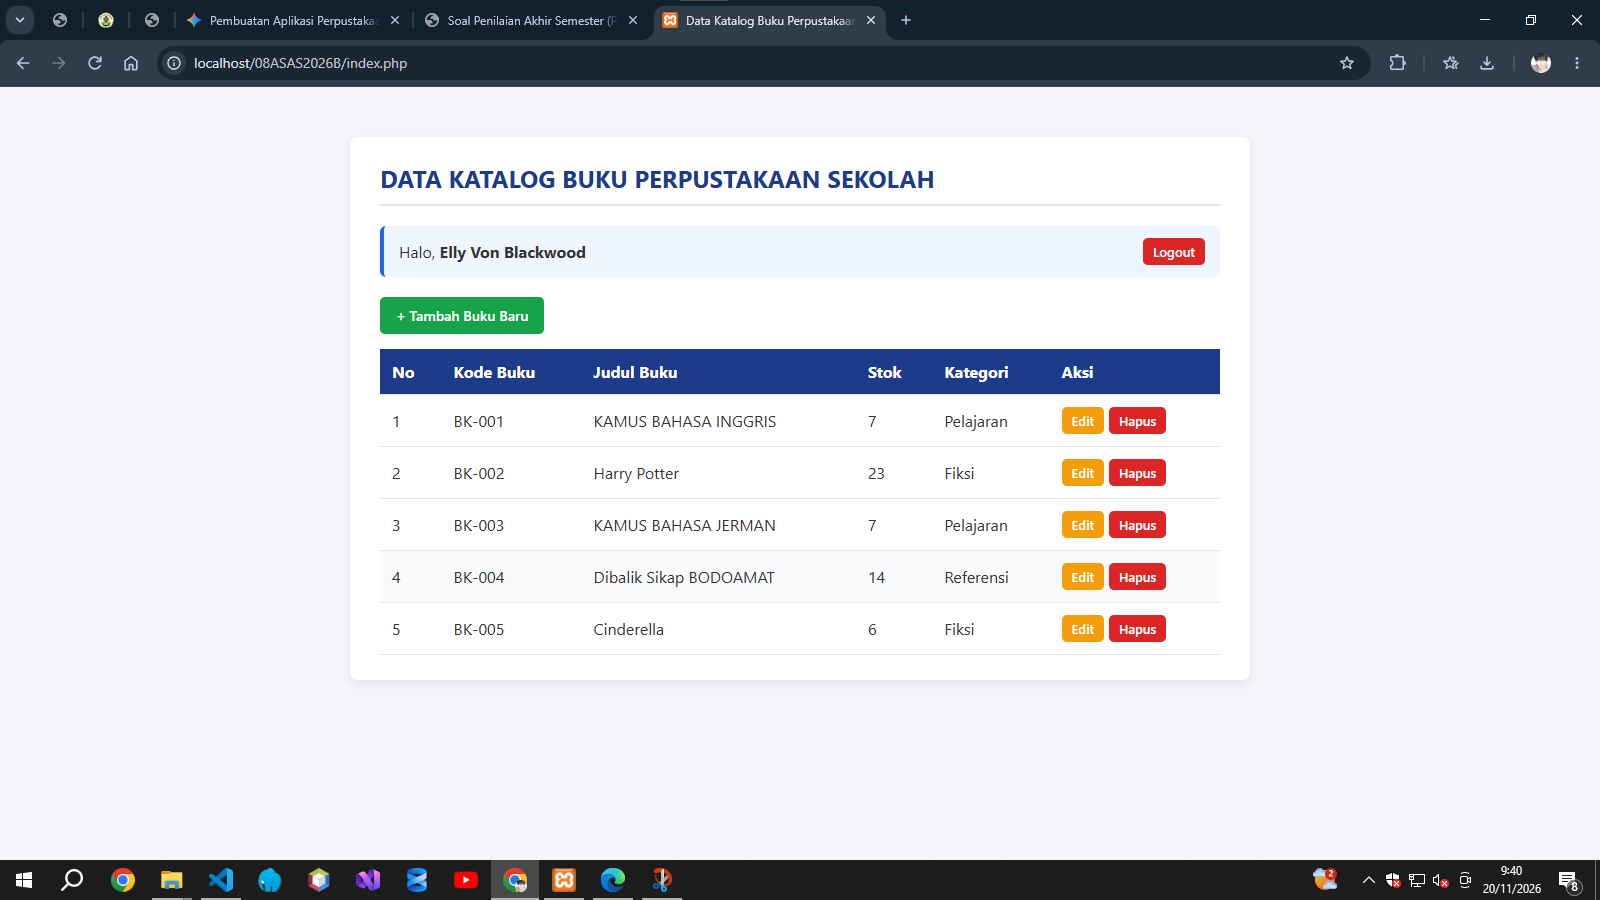 Pembuatan Aplikasi Perpustakaa
Soal Penilaian Akhir Semester (P
Data Katalog Buku Perpustakaan
localhost/08ASAS2026B/index.php
DATA KATALOG BUKU PERPUSTAKAAN SEKOLAH
Halo, Elly Von Blackwood
Logout
+ Tambah Buku Baru
No Kode Buku Judul Buku Stok Kategori Aksi
1 BK-001 KAMUS BAHASA INGGRIS 7 Pelajaran Edit Hapus
2 BK-002 Harry Potter 23 Fiksi Edit Hapus
3 BK-003 KAMUS BAHASA JERMAN 7 Pelajaran Edit Hapus
4 BK-004 Dibalik Sikap BODOAMAT 14 Referensi Edit Hapus
5 BK-005 Cinderella 6 Fiksi Edit Hapus
2
9:40
20/11/2026
8